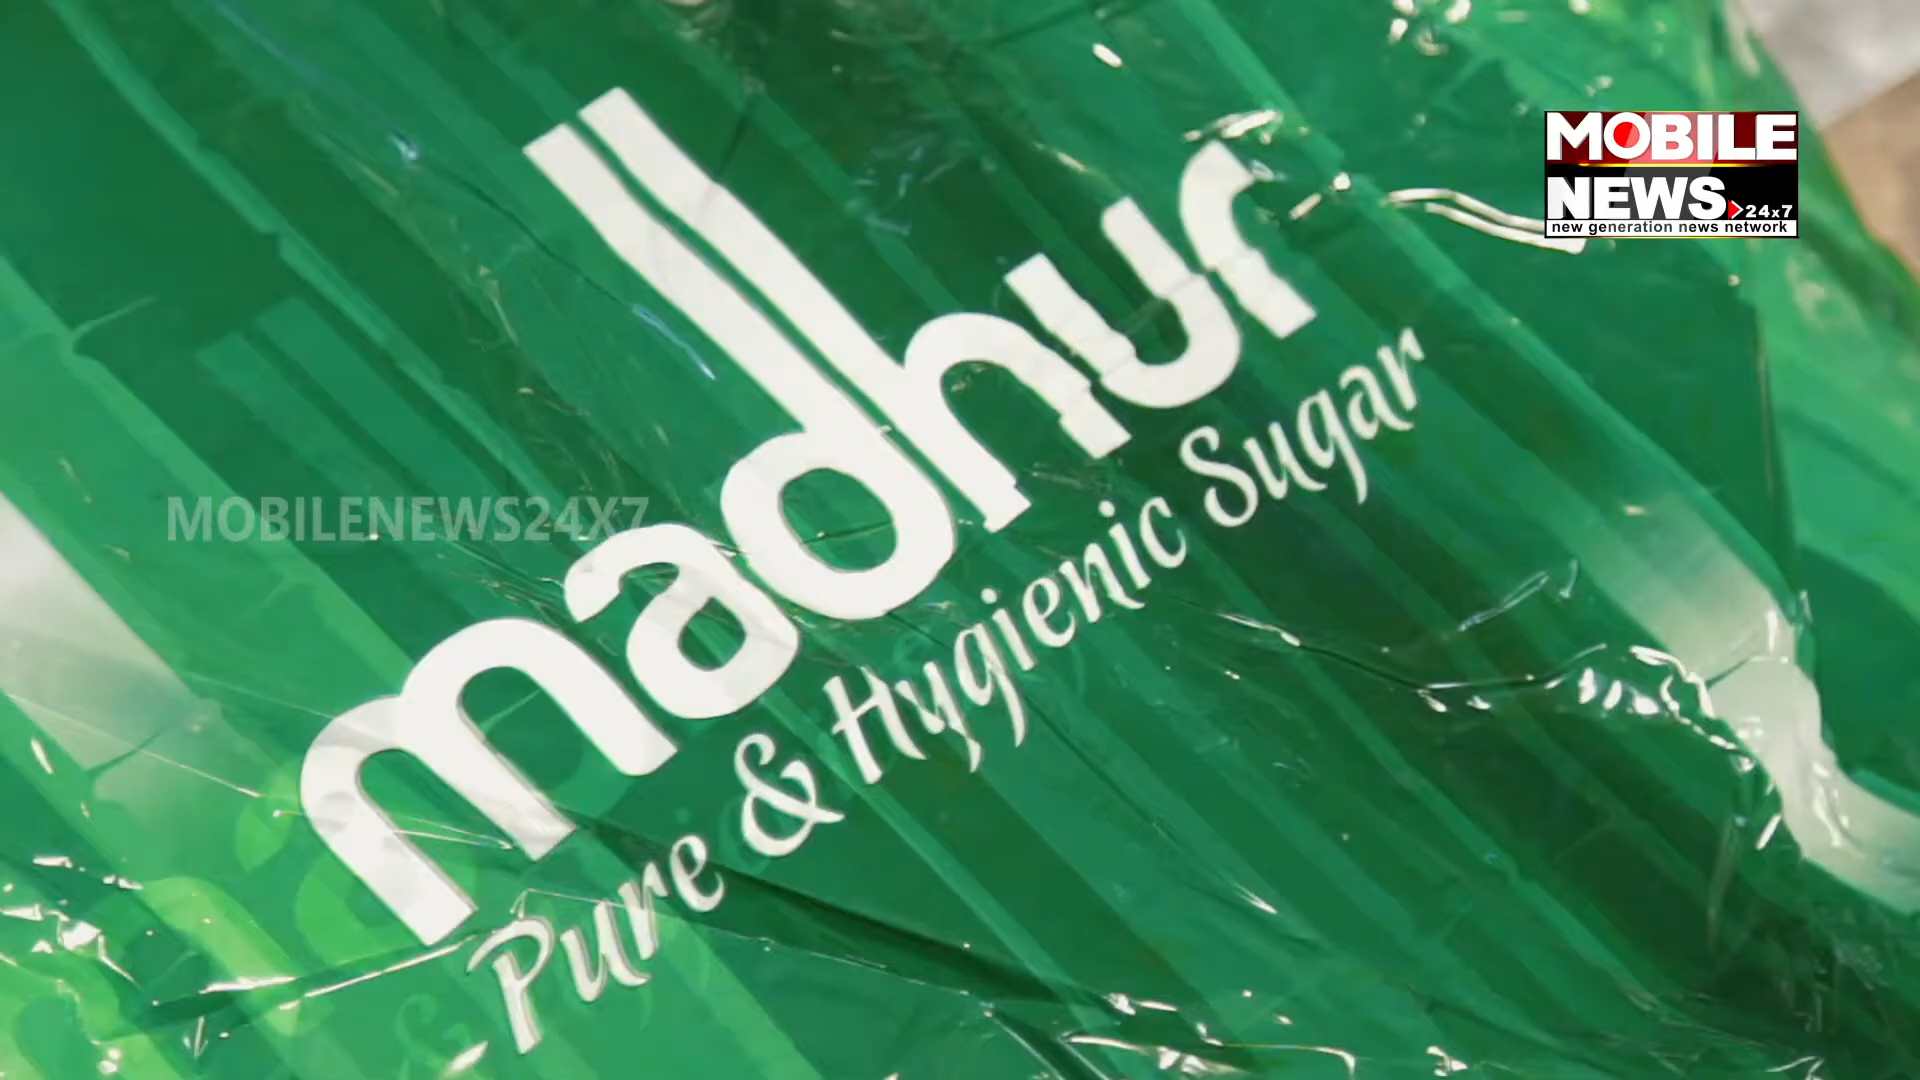 MOBILE
NEWS 24x7
new generation news network
madhur
Pure & Hygienic Sugar
MOBILENEWS24X7